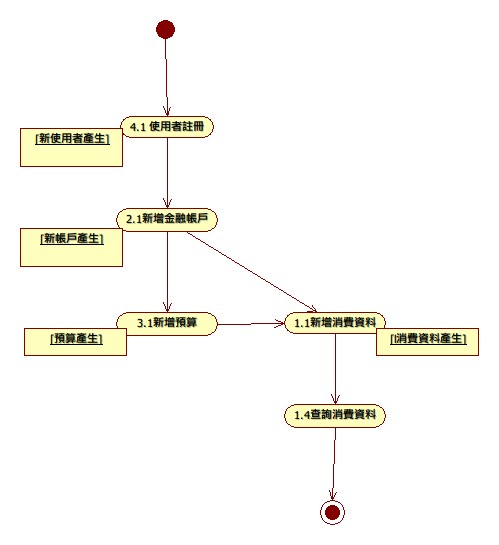 4.1 使用者註冊
[新使用者產生]
2.1新增金融帳戶
[新帳戶產生]
3.1新增預算
1.1新增消費資料
[預算產生]
[消費資料產生]
1.4查詢消費資料